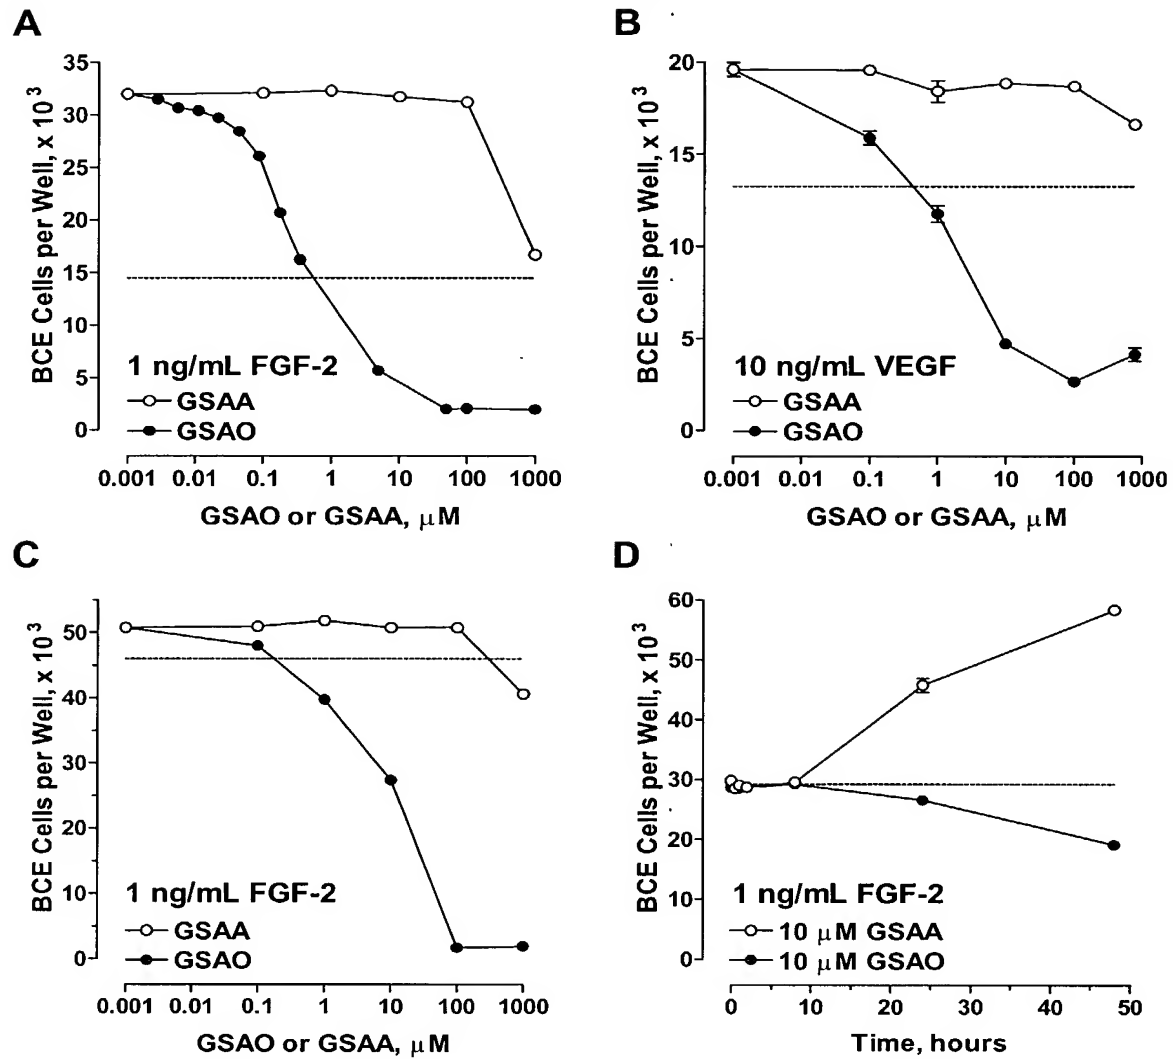 A
35
30
25
20
15
10
5
0
BCE Cells per Well, x 10³
1 ng/mL FGF-2
GSAA
GSAO
0.001 0.01 0.1 1 10 100 1000
GSAO or GSAA, μM
B
20
15
10
5
0
BCE Cells per Well, x 10³
10 ng/mL VEGF
GSAA
GSAO
0.001 0.01 0.1 1 10 100 1000
GSAO or GSAA, μM
C
50
40
30
20
10
0
BCE Cells per Well, x 10³
1 ng/mL FGF-2
GSAA
GSAO
0.001 0.01 0.1 1 10 100 1000
GSAO or GSAA, μM
D
60
50
40
30
20
10
0
BCE Cells per Well, x 10³
1 ng/mL FGF-2
10 μM GSAA
10 μM GSAO
0 10 20 30 40 50
Time, hours